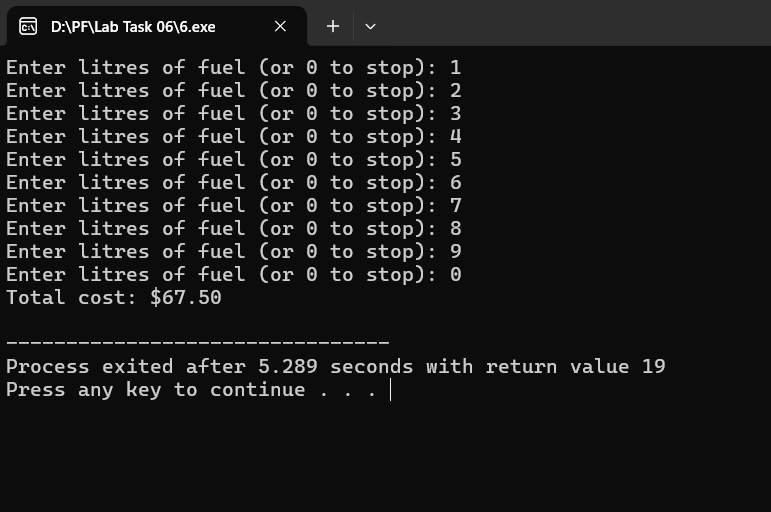 D:\PF\Lab Task 06\6.exe
Enter litres of fuel (or 0 to stop): 1
Enter litres of fuel (or 0 to stop): 2
Enter litres of fuel (or 0 to stop): 3
Enter litres of fuel (or 0 to stop): 4
Enter litres of fuel (or 0 to stop): 5
Enter litres of fuel (or 0 to stop): 6
Enter litres of fuel (or 0 to stop): 7
Enter litres of fuel (or 0 to stop): 8
Enter litres of fuel (or 0 to stop): 9
Enter litres of fuel (or 0 to stop): 0
Total cost: $67.50
--------------------------------
Process exited after 5.289 seconds with return value 19
Press any key to continue . . .